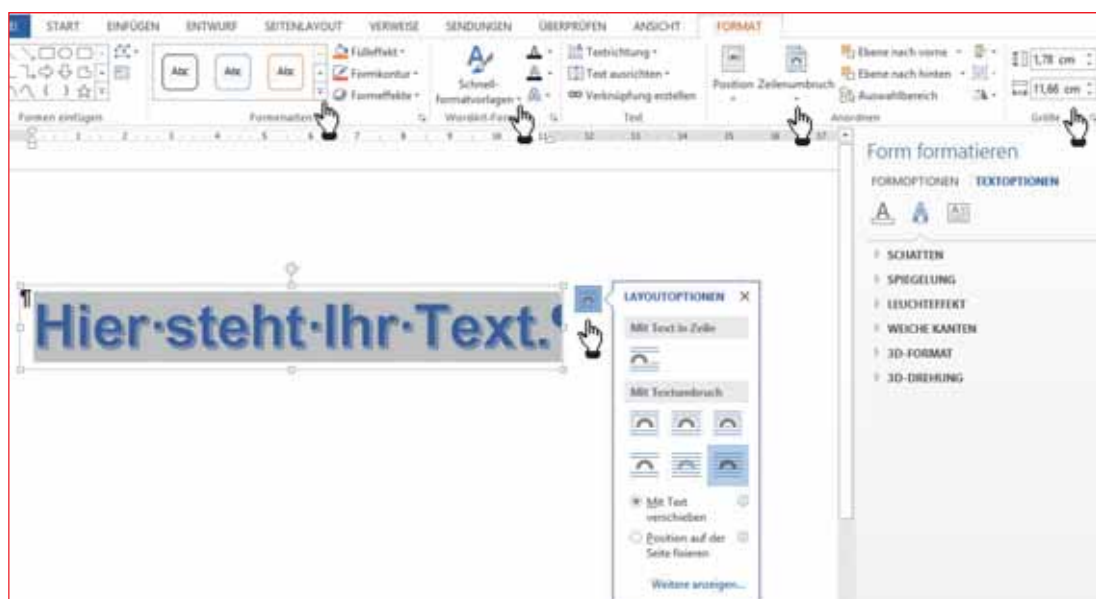 START EINFÜGEN ENTWURF SEITENLAYOUT VERWEISE SENDUNGEN ÜBERPRÜFEN ANSICHT FORMAT
Abc Abc Abc
Fülleffekt
Formkontur
Formeffekte
Schnell-
formatvorlagen
Textrichtung
Text ausrichten
Verknüpfung erstellen
Position Zeilenumbruch
Ebene nach vorne
Ebene nach hinten
Auswahlbereich
1,78 cm
11,66 cm
Formen einfügen Text Anordnen Größe
Form formatieren
FORMOPTIONEN TEXTOPTIONEN
SCHATTEN
SPIEGELUNG
LEUCHTEFFEKT
WEICHE KANTEN
3D-FORMAT
3D-DREHUNG
¶
Hier·steht·Ihr·Text.¶
LAYOUTOPTIONEN
Mit Text in Zeile
Mit Textumbruch
Mit Text
verschieben
Position auf der
Seite fixieren
Weitere anzeigen...